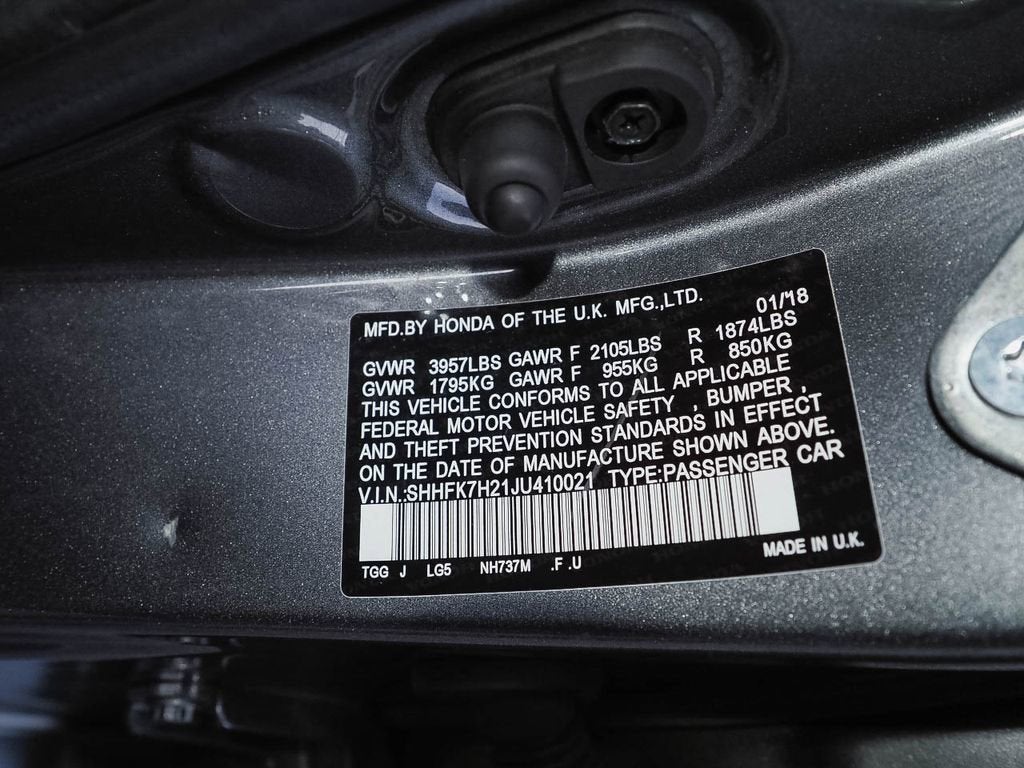 MFD.BY HONDA OF THE U.K. MFG.,LTD. 01/18
GVWR 3957LBS GAWR F 2105LBS R 1874LBS
GVWR 1795KG GAWR F 955KG R 850KG
THIS VEHICLE CONFORMS TO ALL APPLICABLE
FEDERAL MOTOR VEHICLE SAFETY , BUMPER ,
AND THEFT PREVENTION STANDARDS IN EFFECT
ON THE DATE OF MANUFACTURE SHOWN ABOVE.
V.I.N.:SHHFK7H21JU410021 TYPE:PASSENGER CAR
TGG J LG5 NH737M .F .U MADE IN U.K.